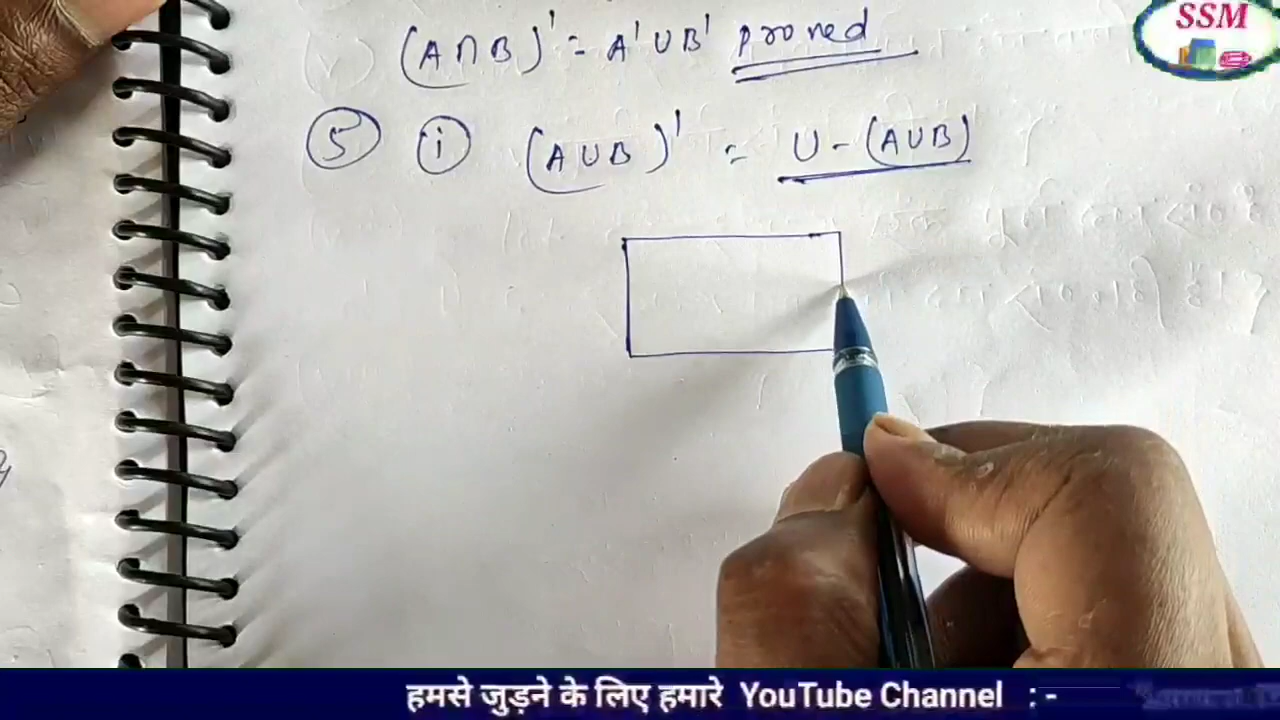 SSM
(A∩B)' = A'∪B' proved
5 i (A∪B)' = U - (A∪B)
हमसे जुड़ने के लिए हमारे YouTube Channel : -